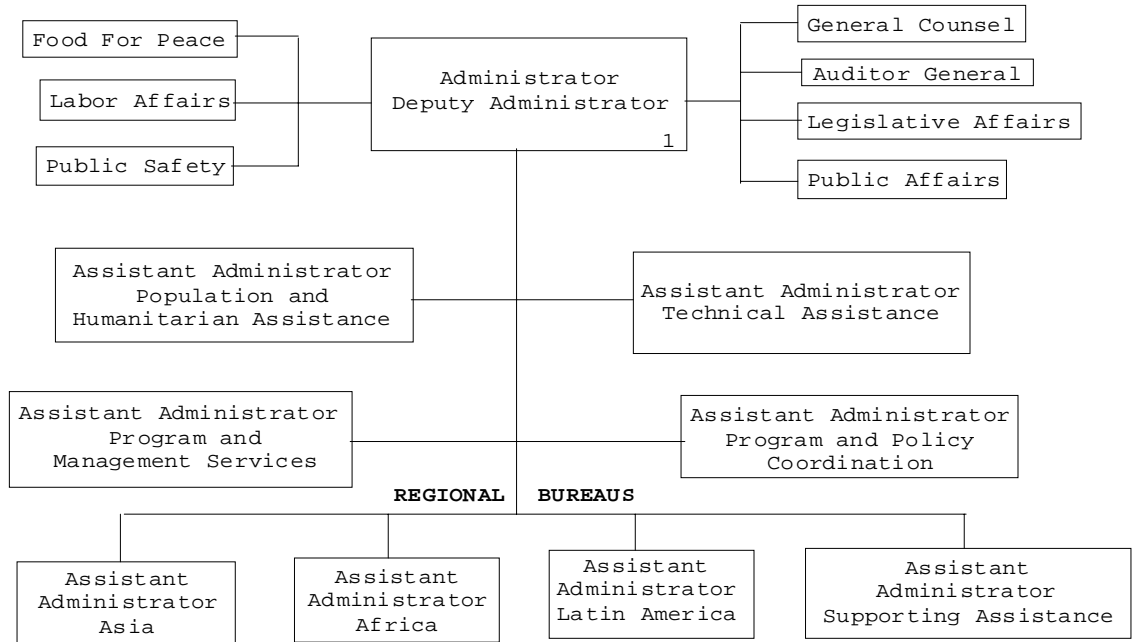 Food For Peace
Labor Affairs
Public Safety
Administrator
Deputy Administrator
1
General Counsel
Auditor General
Legislative Affairs
Public Affairs
Assistant Administrator
Population and
Humanitarian Assistance
Assistant Administrator
Technical Assistance
Assistant Administrator
Program and
Management Services
Assistant Administrator
Program and Policy
Coordination
REGIONAL BUREAUS
Assistant
Administrator
Asia
Assistant
Administrator
Africa
Assistant
Administrator
Latin America
Assistant
Administrator
Supporting Assistance